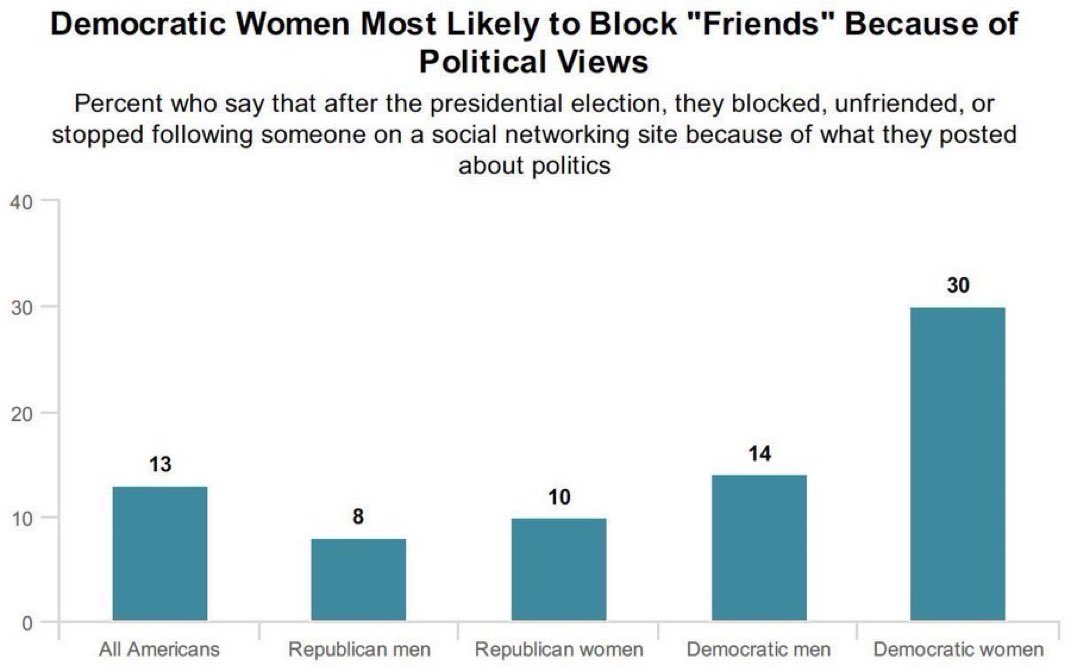 Democratic Women Most Likely to Block "Friends" Because of
Political Views
Percent who say that after the presidential election, they blocked, unfriended, or
stopped following someone on a social networking site because of what they posted
about politics
40
30
20
10
0
13
8
10
14
30
All Americans
Republican men
Republican women
Democratic men
Democratic women